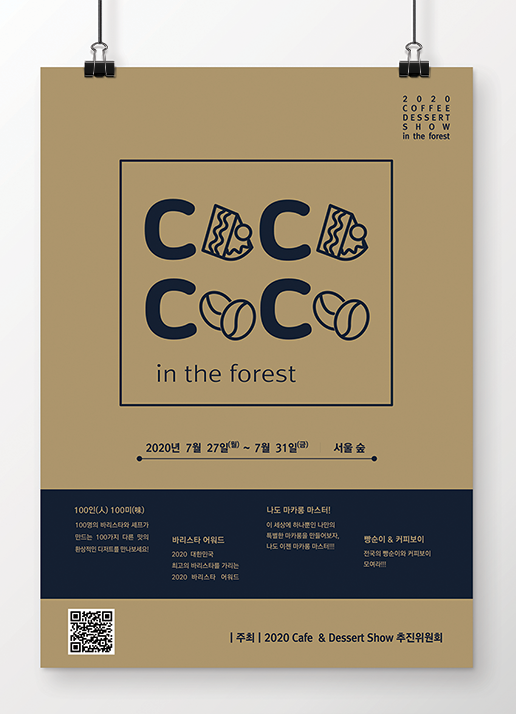 2020
COFFEE
DESSERT
SHOW
in the forest
C C
C C
in the forest
2020년 7월 27일(월) ~ 7월 31일(금) 서울 숲
100인(人) 100미(味)
100명의 바리스타와 셰프가
만드는 100가지 다른 맛의
환상적인 디저트를 만나보세요!
바리스타 어워드
2020 대한민국
최고의 바리스타를 가리는
2020 바리스타 어워드
나도 마카롱 마스터!
이 세상에 하나뿐인 나만의
특별한 마카롱을 만들어보자,
나도 이젠 마카롱 마스터!!!
빵순이 & 커피보이
전국의 빵순이와 커피보이
모여라!!!
| 주최 | 2020 Cafe & Dessert Show 추진위원회